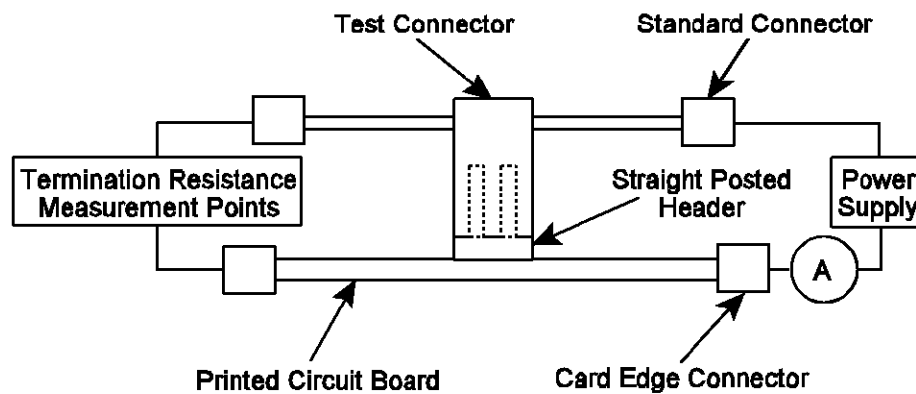 Test Connector
Standard Connector
Termination Resistance
Measurement Points
Straight Posted
Header
Power
Supply
A
Printed Circuit Board
Card Edge Connector